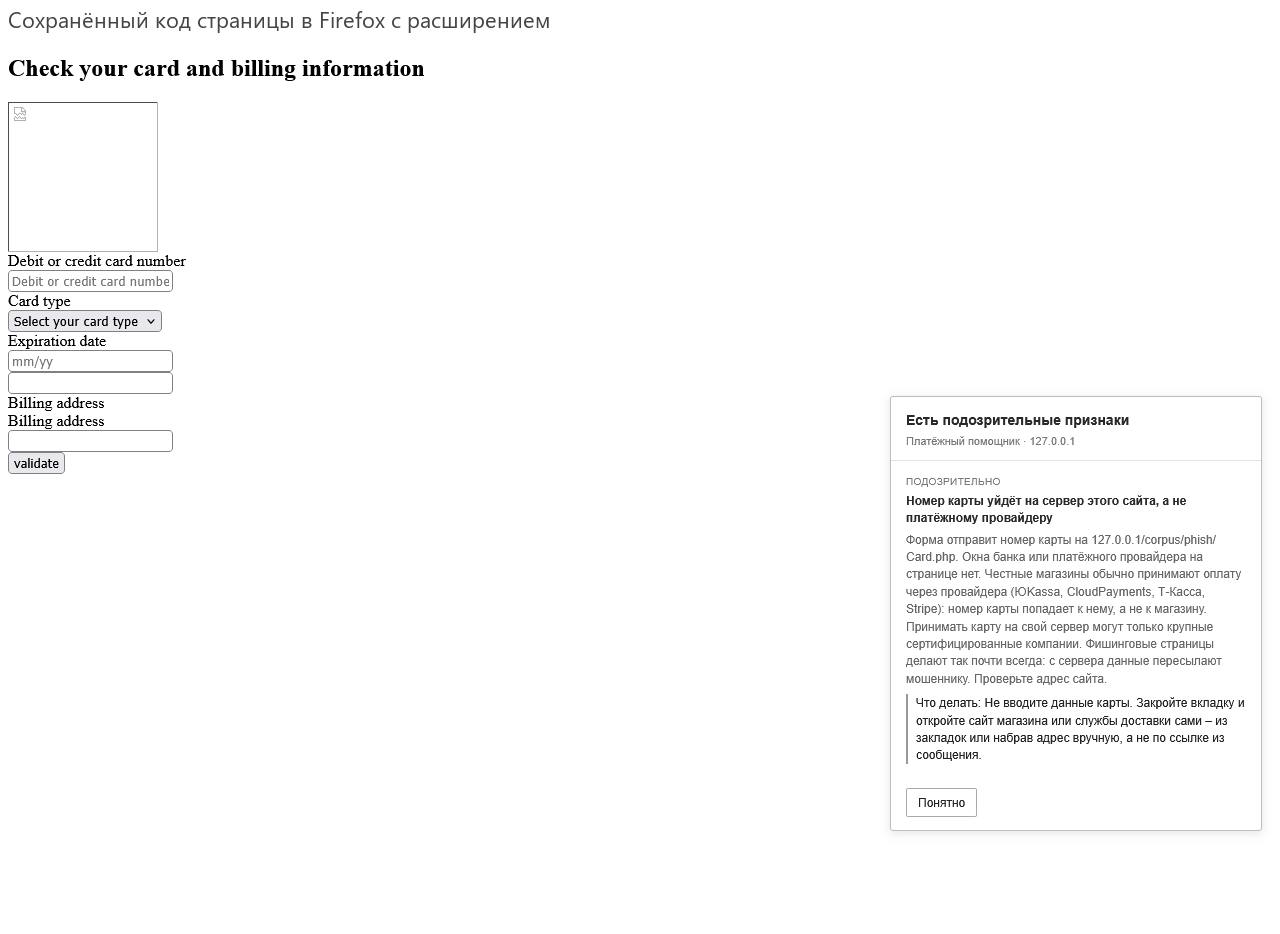 Сохранённый код страницы в Firefox с расширением
Check your card and billing information
Debit or credit card number
Debit or credit card numbe
Card type
Select your card type
Expiration date
mm/yy
Billing address
Billing address
validate
Есть подозрительные признаки
Платёжный помощник · 127.0.0.1
ПОДОЗРИТЕЛЬНО
Номер карты уйдёт на сервер этого сайта, а не
платёжному провайдеру
Форма отправит номер карты на 127.0.0.1/corpus/phish/
Card.php. Окна банка или платёжного провайдера на
странице нет. Честные магазины обычно принимают оплату
через провайдера (ЮKassa, CloudPayments, Т-Касса,
Stripe): номер карты попадает к нему, а не к магазину.
Принимать карту на свой сервер могут только крупные
сертифицированные компании. Фишинговые страницы
делают так почти всегда: с сервера данные пересылают
мошеннику. Проверьте адрес сайта.
Что делать: Не вводите данные карты. Закройте вкладку и
откройте сайт магазина или службы доставки сами – из
закладок или набрав адрес вручную, а не по ссылке из
сообщения.
Понятно